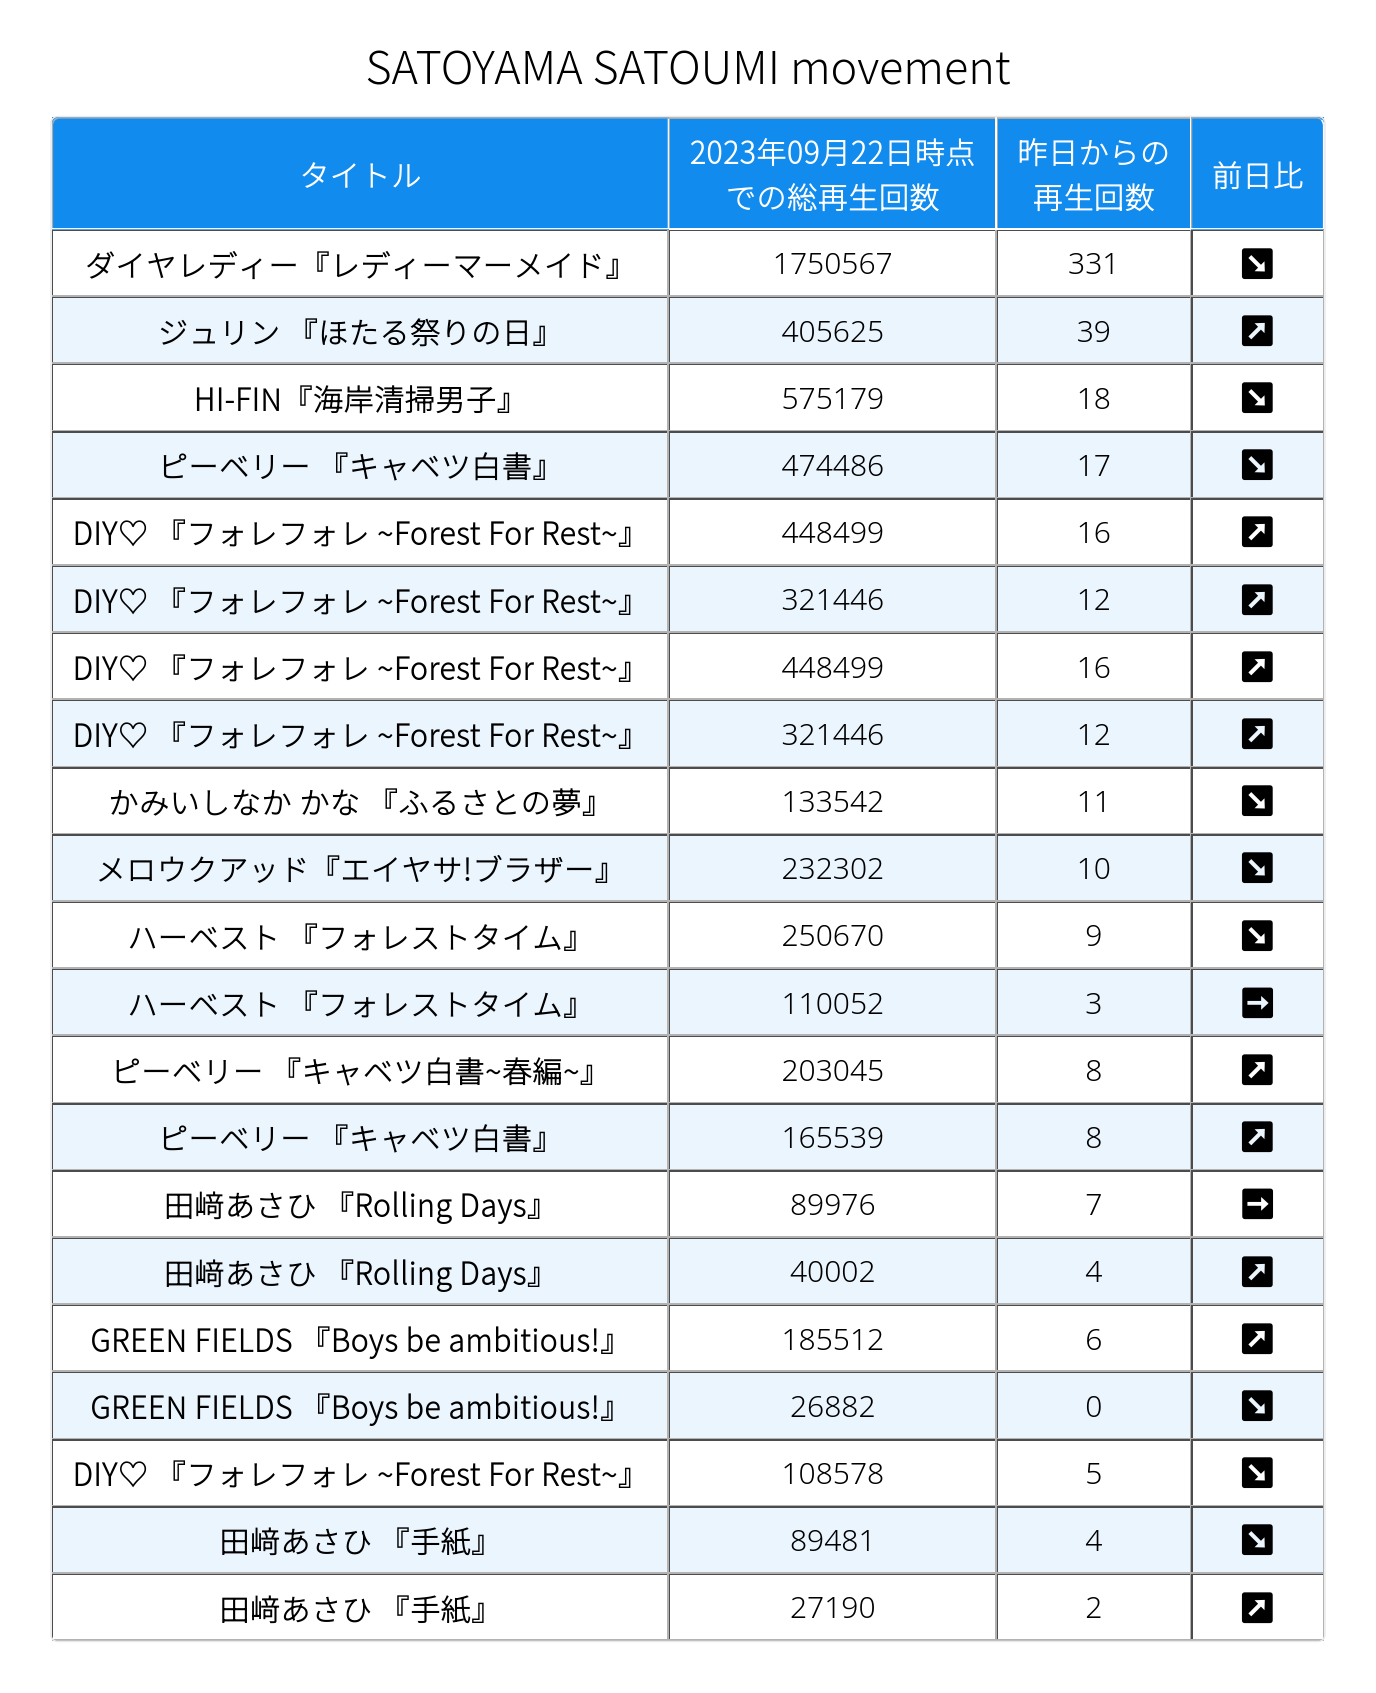 SATOYAMA SATOUMI movement
タイトル 2023年09月22日時点での総再生回数 昨日からの再生回数 前日比
ダイヤレディー『レディーマーメイド』 1750567 331 ↘
ジュリン 『ほたる祭りの日』 405625 39 ↗
HI-FIN『海岸清掃男子』 575179 18 ↘
ピーベリー 『キャベツ白書』 474486 17 ↘
DIY♡ 『フォレフォレ ~Forest For Rest~』 448499 16 ↗
DIY♡ 『フォレフォレ ~Forest For Rest~』 321446 12 ↗
DIY♡ 『フォレフォレ ~Forest For Rest~』 448499 16 ↗
DIY♡ 『フォレフォレ ~Forest For Rest~』 321446 12 ↗
かみいしなか かな 『ふるさとの夢』 133542 11 ↘
メロウクアッド『エイヤサ!ブラザー』 232302 10 ↘
ハーベスト 『フォレストタイム』 250670 9 ↘
ハーベスト 『フォレストタイム』 110052 3 →
ピーベリー 『キャベツ白書~春編~』 203045 8 ↗
ピーベリー 『キャベツ白書』 165539 8 ↗
田﨑あさひ 『Rolling Days』 89976 7 →
田﨑あさひ 『Rolling Days』 40002 4 ↗
GREEN FIELDS 『Boys be ambitious!』 185512 6 ↗
GREEN FIELDS 『Boys be ambitious!』 26882 0 ↘
DIY♡ 『フォレフォレ ~Forest For Rest~』 108578 5 ↘
田﨑あさひ 『手紙』 89481 4 ↘
田﨑あさひ 『手紙』 27190 2 ↗